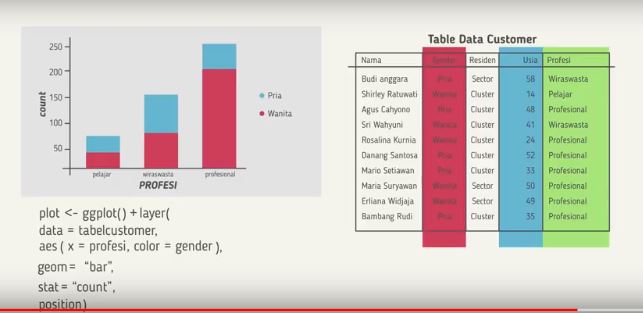 250
200
150
100
50
count
pelajar
wiraswasta
profesional
PROFESI
Pria
Wanita
plot <- ggplot() + layer(
data = tabelcustomer,
aes ( x = profesi, color = gender ),
geom = "bar",
stat = "count",
position)
Table Data Customer
Nama Gender Residen Usia Profesi
Budi anggara Pria Sector 58 Wiraswasta
Shirley Ratuwati Wanita Cluster 14 Pelajar
Agus Cahyono Pria Cluster 48 Profesional
Sri Wahyuni Wanita Cluster 41 Wiraswasta
Rosalina Kurnia Wanita Cluster 24 Profesional
Danang Santosa Pria Cluster 52 Profesional
Mario Setiawan Pria Cluster 33 Profesional
Maria Suryawan Wanita Sector 50 Profesional
Erliana Widjaja Wanita Sector 49 Profesional
Bambang Rudi Pria Cluster 35 Profesional